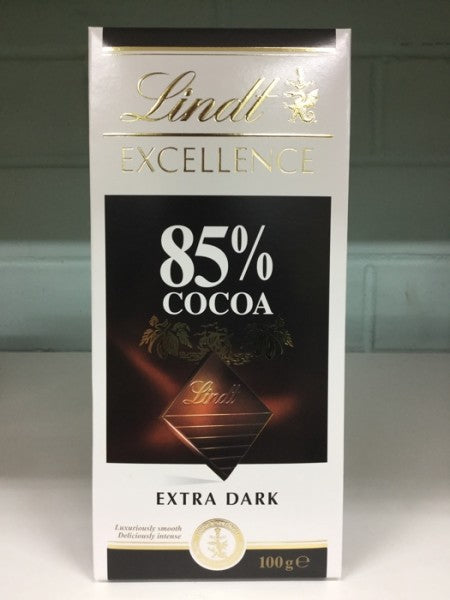 Lindt
EXCELLENCE
85%
COCOA
Lindt
EXTRA DARK
Luxuriously smooth
Deliciously intense
100g ℮